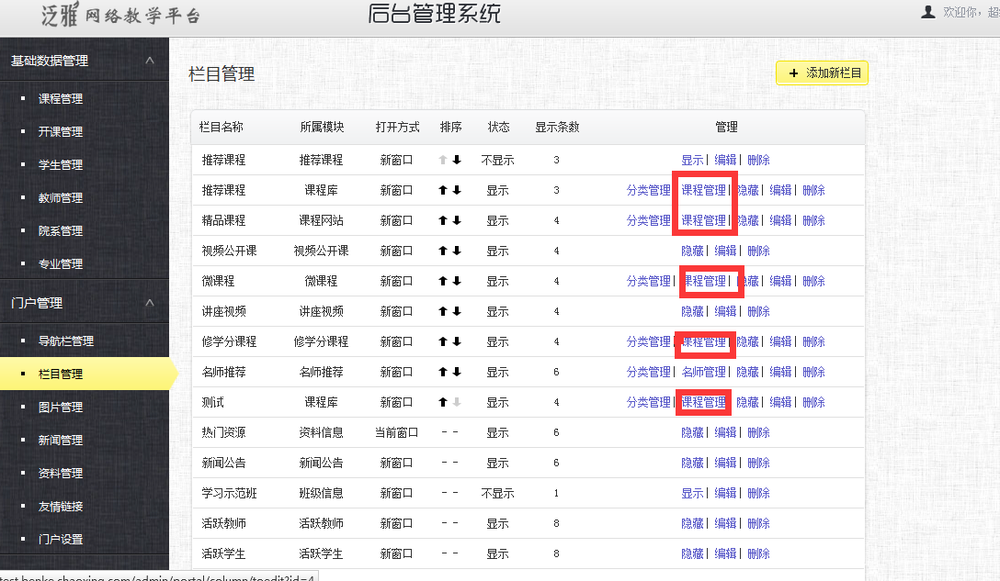 泛雅 网络教学平台 后台管理系统 欢迎你，超
基础数据管理
课程管理
开课管理
学生管理
教师管理
院系管理
专业管理
门户管理
导航栏管理
栏目管理
图片管理
新闻管理
资料管理
友情链接
门户设置
栏目管理 + 添加新栏目
栏目名称 所属模块 打开方式 排序 状态 显示条数 管理
推荐课程 推荐课程 新窗口 不显示 3 显示| 编辑| 删除
推荐课程 课程库 新窗口 显示 3 分类管理| 课程管理| 隐藏| 编辑| 删除
精品课程 课程网站 新窗口 显示 4 分类管理| 课程管理| 隐藏| 编辑| 删除
视频公开课 视频公开课 新窗口 显示 4 隐藏| 编辑| 删除
微课程 微课程 新窗口 显示 4 分类管理| 课程管理| 隐藏| 编辑| 删除
讲座视频 讲座视频 新窗口 显示 4 隐藏| 编辑| 删除
修学分课程 修学分课程 新窗口 显示 4 分类管理| 课程管理| 隐藏| 编辑| 删除
名师推荐 名师推荐 新窗口 显示 6 分类管理| 名师管理| 隐藏| 编辑| 删除
测试 课程库 新窗口 显示 4 分类管理| 课程管理| 隐藏| 编辑| 删除
热门资源 资料信息 当前窗口 - - 显示 6 隐藏| 编辑| 删除
新闻公告 新闻公告 新窗口 - - 显示 6 隐藏| 编辑| 删除
学习示范班 班级信息 新窗口 - - 不显示 1 显示| 编辑| 删除
活跃教师 活跃教师 新窗口 - - 显示 8 隐藏| 编辑| 删除
活跃学生 活跃学生 新窗口 - - 显示 8 隐藏| 编辑| 删除
test.benke.chaoxing.com/admin/portal/column/toedit?id=4